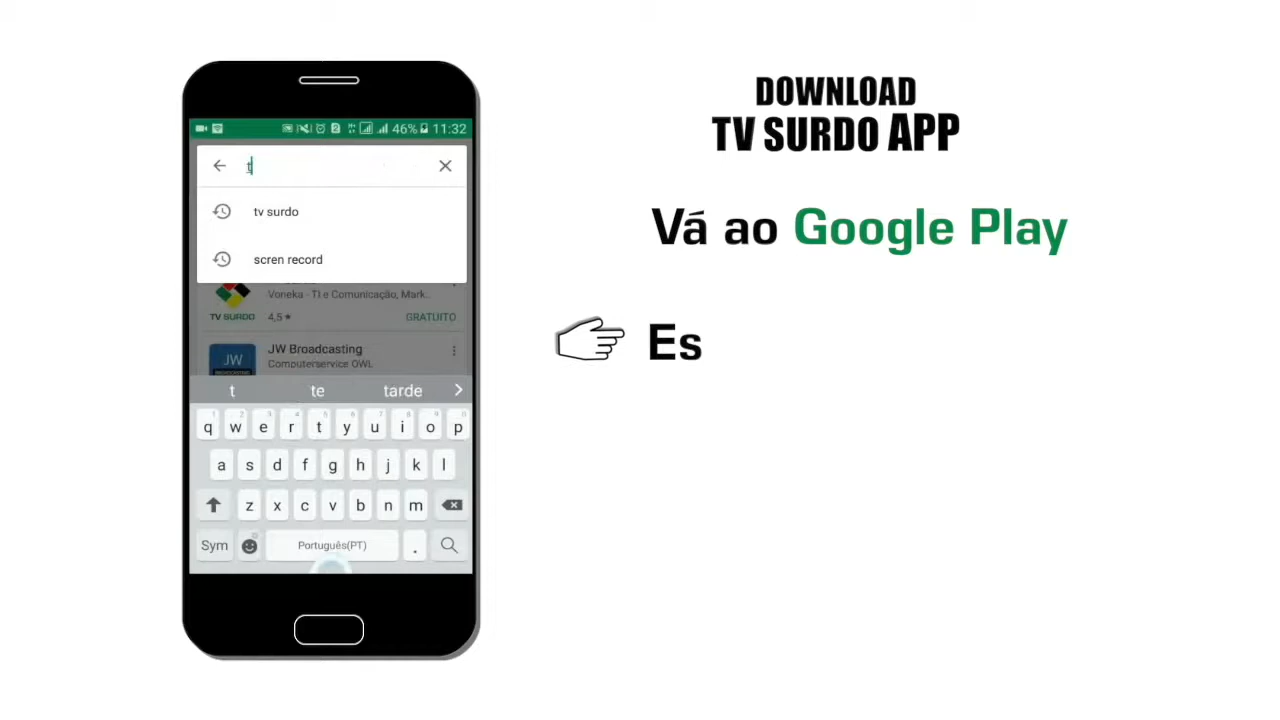 DOWNLOAD
TV SURDO APP
Vá ao Google Play
Es
46% 11:32
t
tv surdo
scren record
Voneka - TI e Comunicação, Mark..
TV SURDO 4,5 ★ GRATUITO
JW JW Broadcasting
Computerservice OWL
t te tarde
q w e r t y u i o p
a s d f g h j k l
z x c v b n m
Sym Português(PT) .